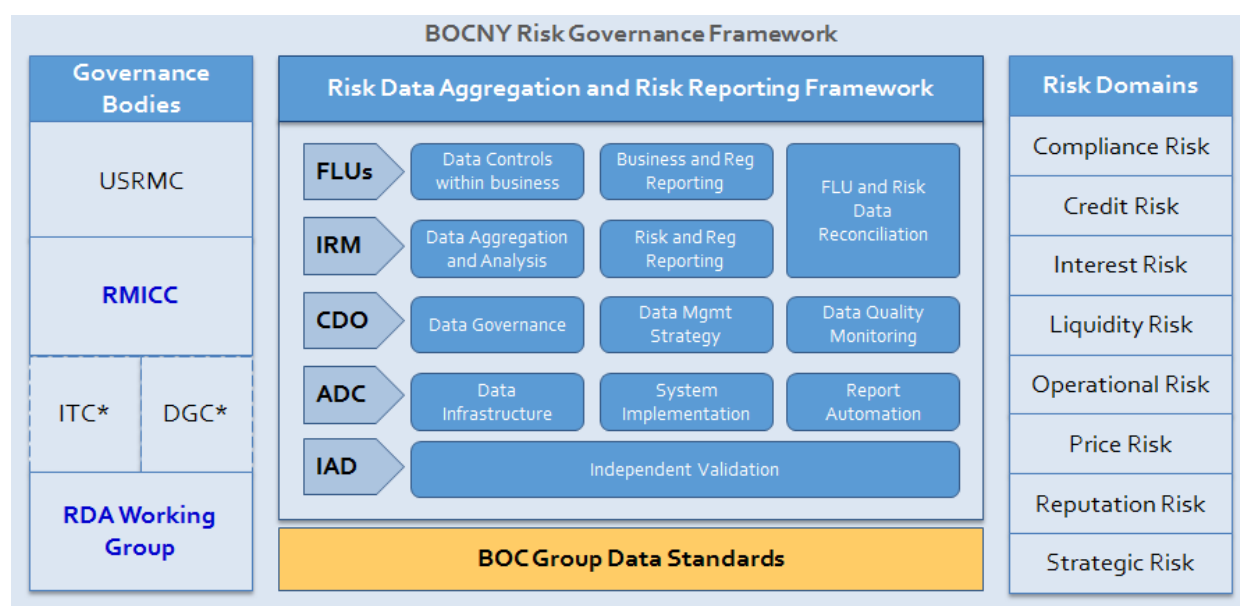 BOCNY Risk Governance Framework
Governance
Bodies
USRMC
RMICC
ITC*
DGC*
RDA Working
Group
Risk Data Aggregation and Risk Reporting Framework
FLUs
Data Controls
within business
Business and Reg
Reporting
FLU and Risk
Data
Reconciliation
IRM
Data Aggregation
and Analysis
Risk and Reg
Reporting
CDO
Data Governance
Data Mgmt
Strategy
Data Quality
Monitoring
ADC
Data
Infrastructure
System
Implementation
Report
Automation
IAD
Independent Validation
BOC Group Data Standards
Risk Domains
Compliance Risk
Credit Risk
Interest Risk
Liquidity Risk
Operational Risk
Price Risk
Reputation Risk
Strategic Risk